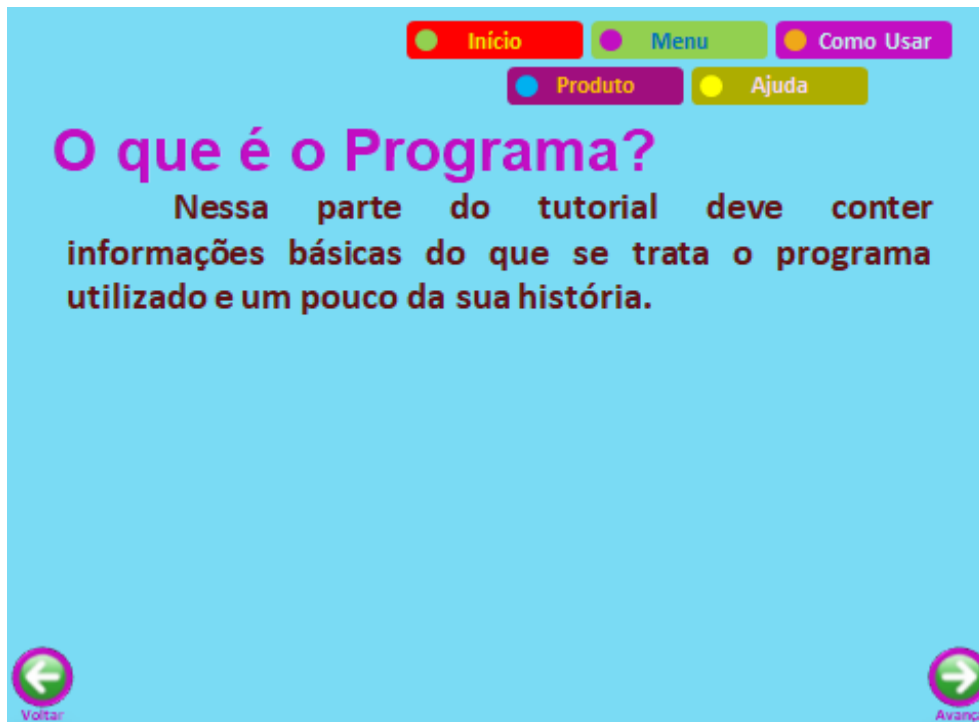 Início Menu Como Usar
Produto Ajuda
O que é o Programa?
Nessa parte do tutorial deve conter
informações básicas do que se trata o programa
utilizado e um pouco da sua história.
Voltar Avança